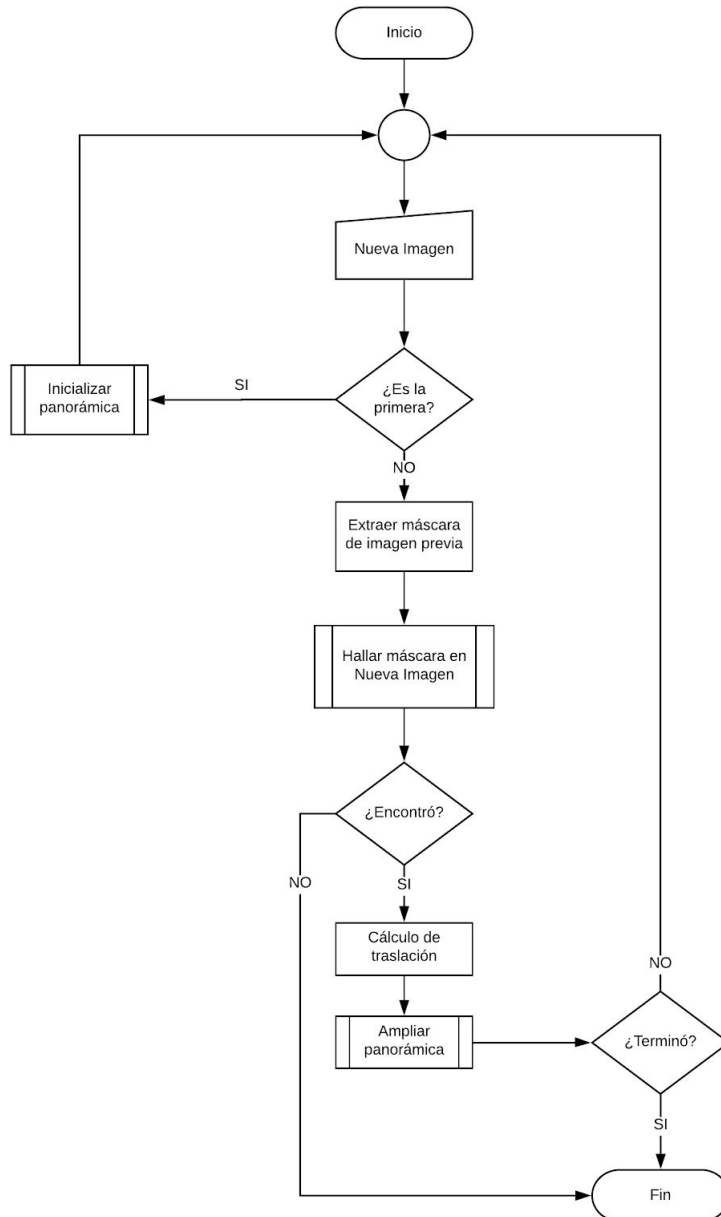 Inicio
Nueva Imagen
¿Es la
primera?
SI
Inicializar
panorámica
NO
Extraer máscara
de imagen previa
Hallar máscara en
Nueva Imagen
¿Encontró?
NO
SI
Cálculo de
traslación
Ampliar
panorámica
¿Terminó?
NO
SI
Fin